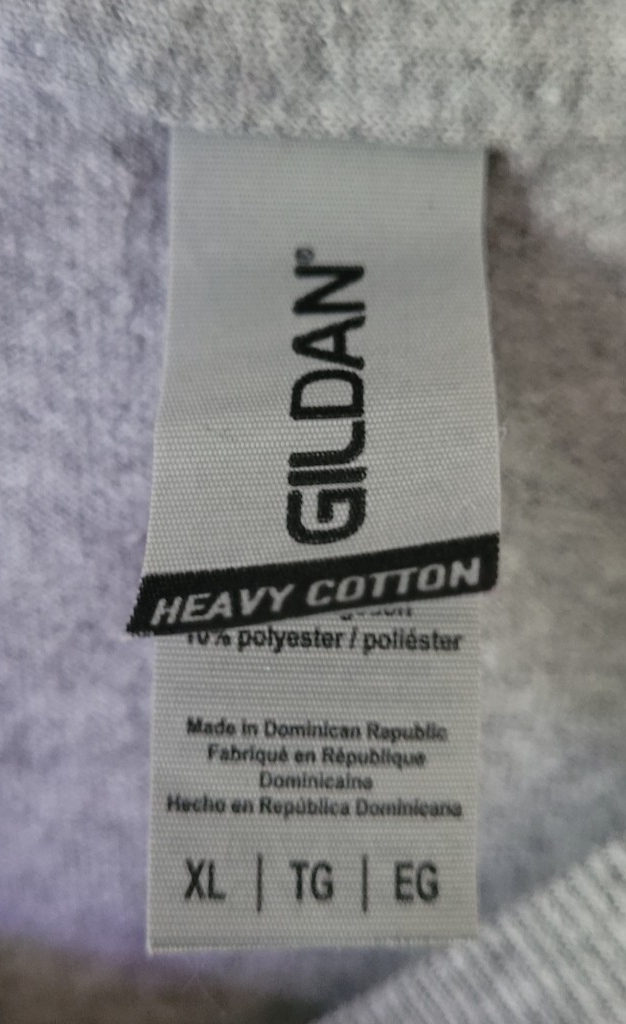 GILDAN®
HEAVY COTTON
10% polyester / poliéster
Made in Dominican Republic
Fabriqué en République
Dominicaine
Hecho en República Dominicana
XL | TG | EG